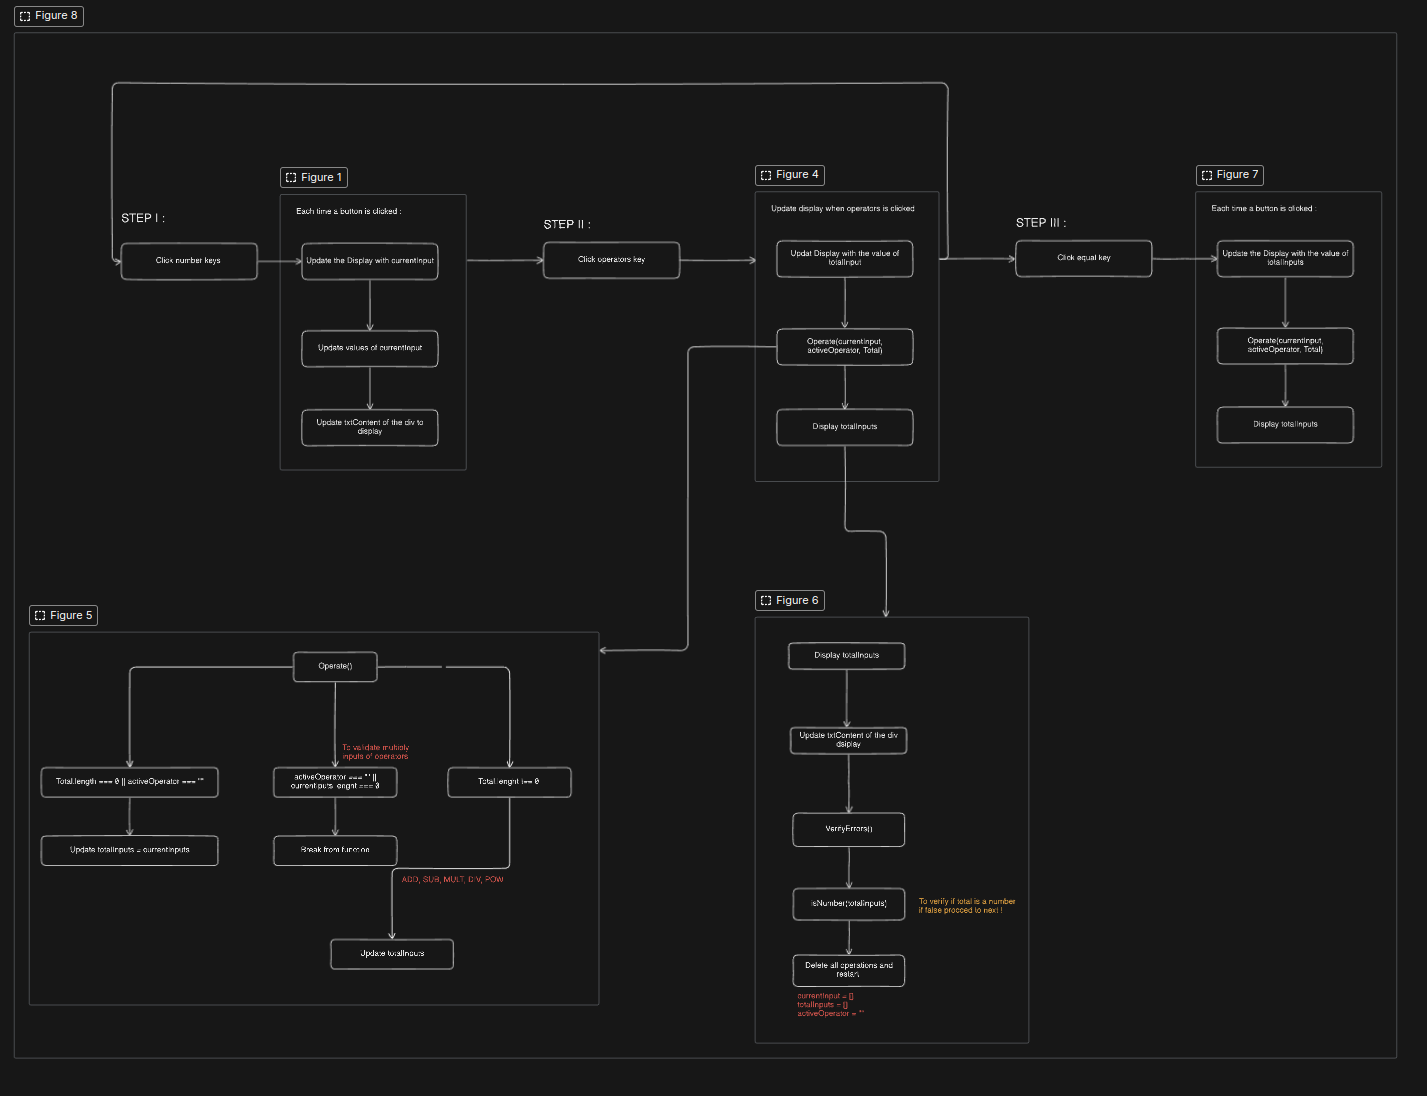 Figure 8
Figure 1
Figure 4
Figure 7
STEP I :
Each time a button is clicked :
Click number keys
Update the Display with currentInput
Update values of currentInput
Update txtContent of the div to
display
STEP II :
Click operators key
Update display when operators is clicked
Updat Display with the value of
totalInput
Operate(currentInput,
activeOperator, Total)
Display totalInputs
STEP III :
Click equal key
Each time a button is clicked :
Update the Display with the value of
totalInputs
Operate(currentInput,
activeOperator, Total)
Display totalInputs
Figure 5
Operate()
Total.length === 0 || activeOperator === ""
Update totalInputs = currentInputs
To validate multiply
inputs of operators
activeOperator === "" ||
Break from function
ADD, SUB, MULT, DIV, POW
Update totalInputs
Figure 6
Display totalInputs
Update txtContent of the div
dsiplay
VerifyErrors()
isNumber(totalInputs)
To verify if total is a number
if false procced to next !
Delete all operations and
restart
currentInput = []
totalInputs = []
activeOperator = ""